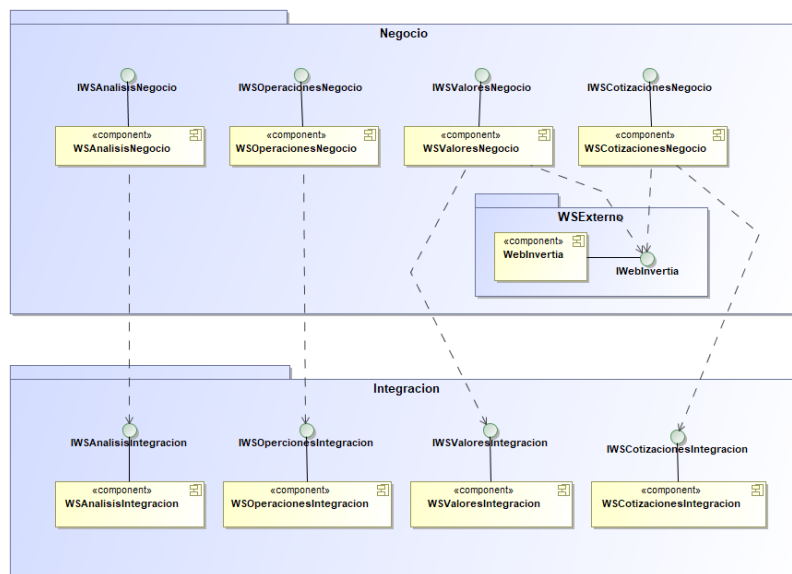 Negocio
IWSAnalisisNegocio
IWSOperacionesNegocio
IWSValoresNegocio
IWSCotizacionesNegocio
«component»
WSAnalisisNegocio
«component»
WSOperacionesNegocio
«component»
WSValoresNegocio
«component»
WSCotizacionesNegocio
WSExterno
«component»
WebInvertia
IWebInvertia
Integracion
IWSAnalisisIntegracion
IWSOpercionesIntegracion
IWSValoresIntegracion
IWSCotizacionesIntegracion
«component»
WSAnalisisIntegracion
«component»
WSOperacionesIntegracion
«component»
WSValoresIntegracion
«component»
WSCotizacionesIntegracion